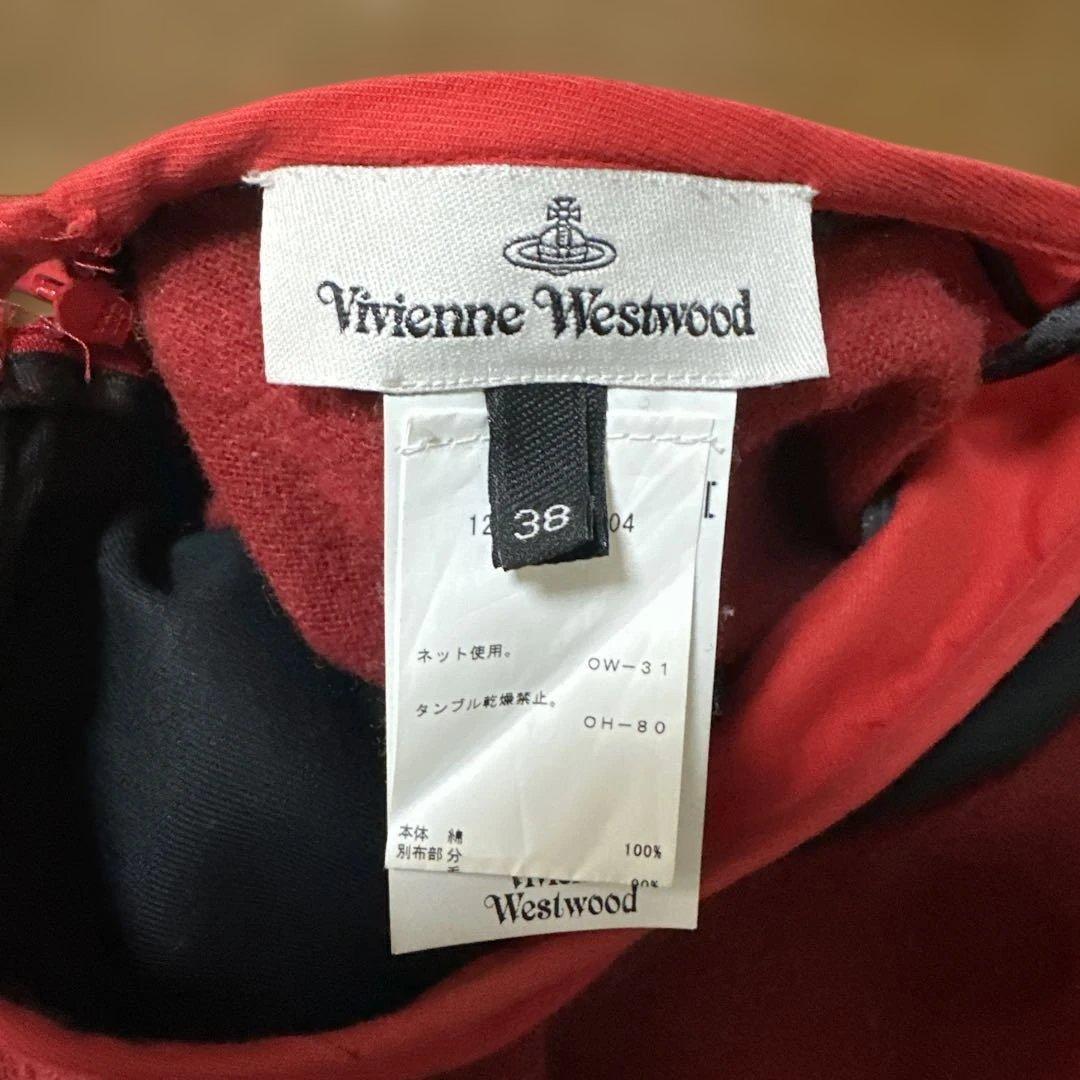 Vivienne Westwood
38
12
04
ネット使用。 OW-31
タンブル乾燥禁止。 OH-80
本体 綿 100%
別布部分
90%
Westwood